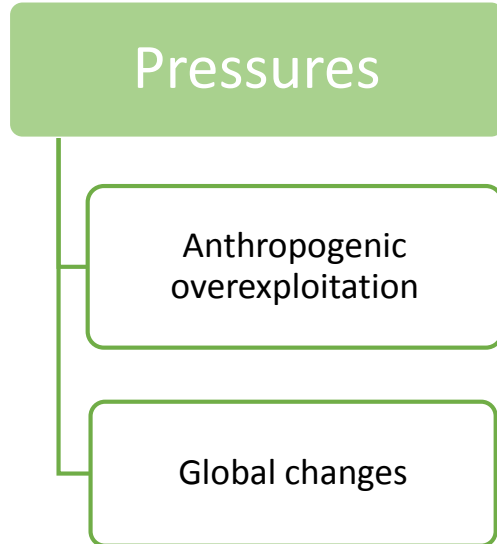 Pressures
Anthropogenic
overexploitation
Global changes